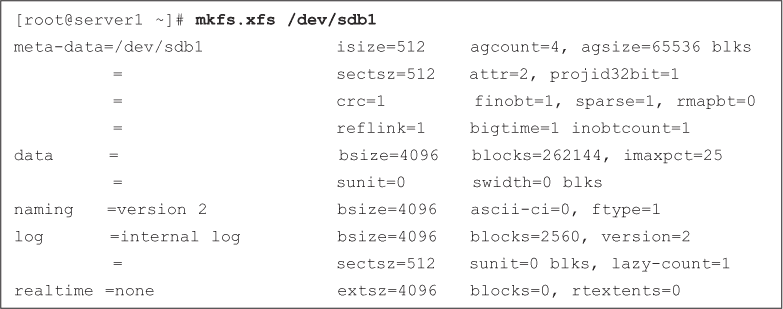 [root@server1 ~]# mkfs.xfs /dev/sdb1
meta-data=/dev/sdb1 isize=512 agcount=4, agsize=65536 blks
= sectsz=512 attr=2, projid32bit=1
= crc=1 finobt=1, sparse=1, rmapbt=0
= reflink=1 bigtime=1 inobtcount=1
data = bsize=4096 blocks=262144, imaxpct=25
= sunit=0 swidth=0 blks
naming =version 2 bsize=4096 ascii-ci=0, ftype=1
log =internal log bsize=4096 blocks=2560, version=2
= sectsz=512 sunit=0 blks, lazy-count=1
realtime =none extsz=4096 blocks=0, rtextents=0